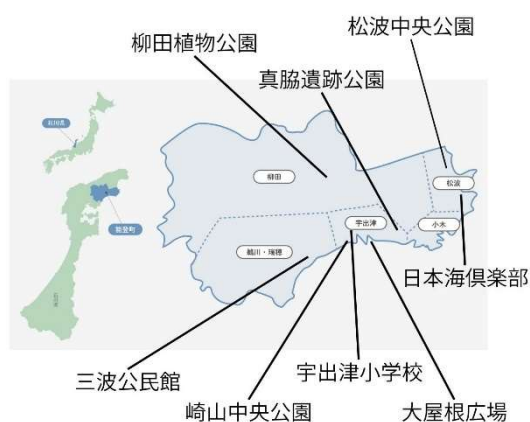 松波中央公園
柳田植物公園
真脇遺跡公園
石川県
柳田
松波
宇出津
小木
能登町
鵜川・瑞穂
日本海倶楽部
三波公民館
宇出津小学校
崎山中央公園
大屋根広場